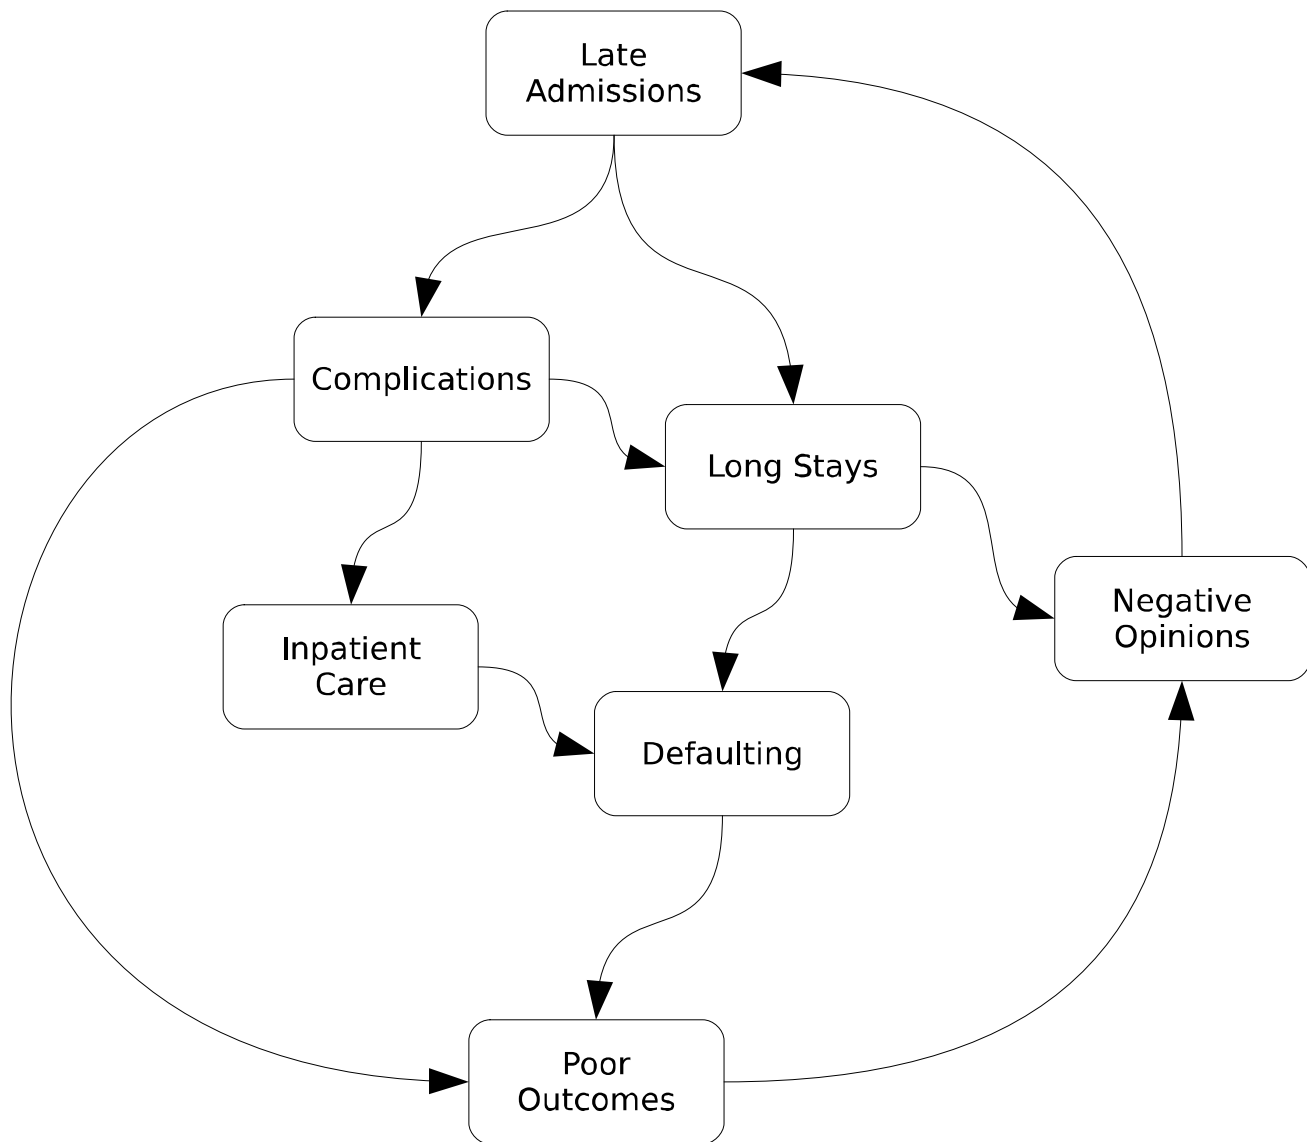 Late
Admissions
Complications
Long Stays
Negative
Opinions
Inpatient
Care
Defaulting
Poor
Outcomes